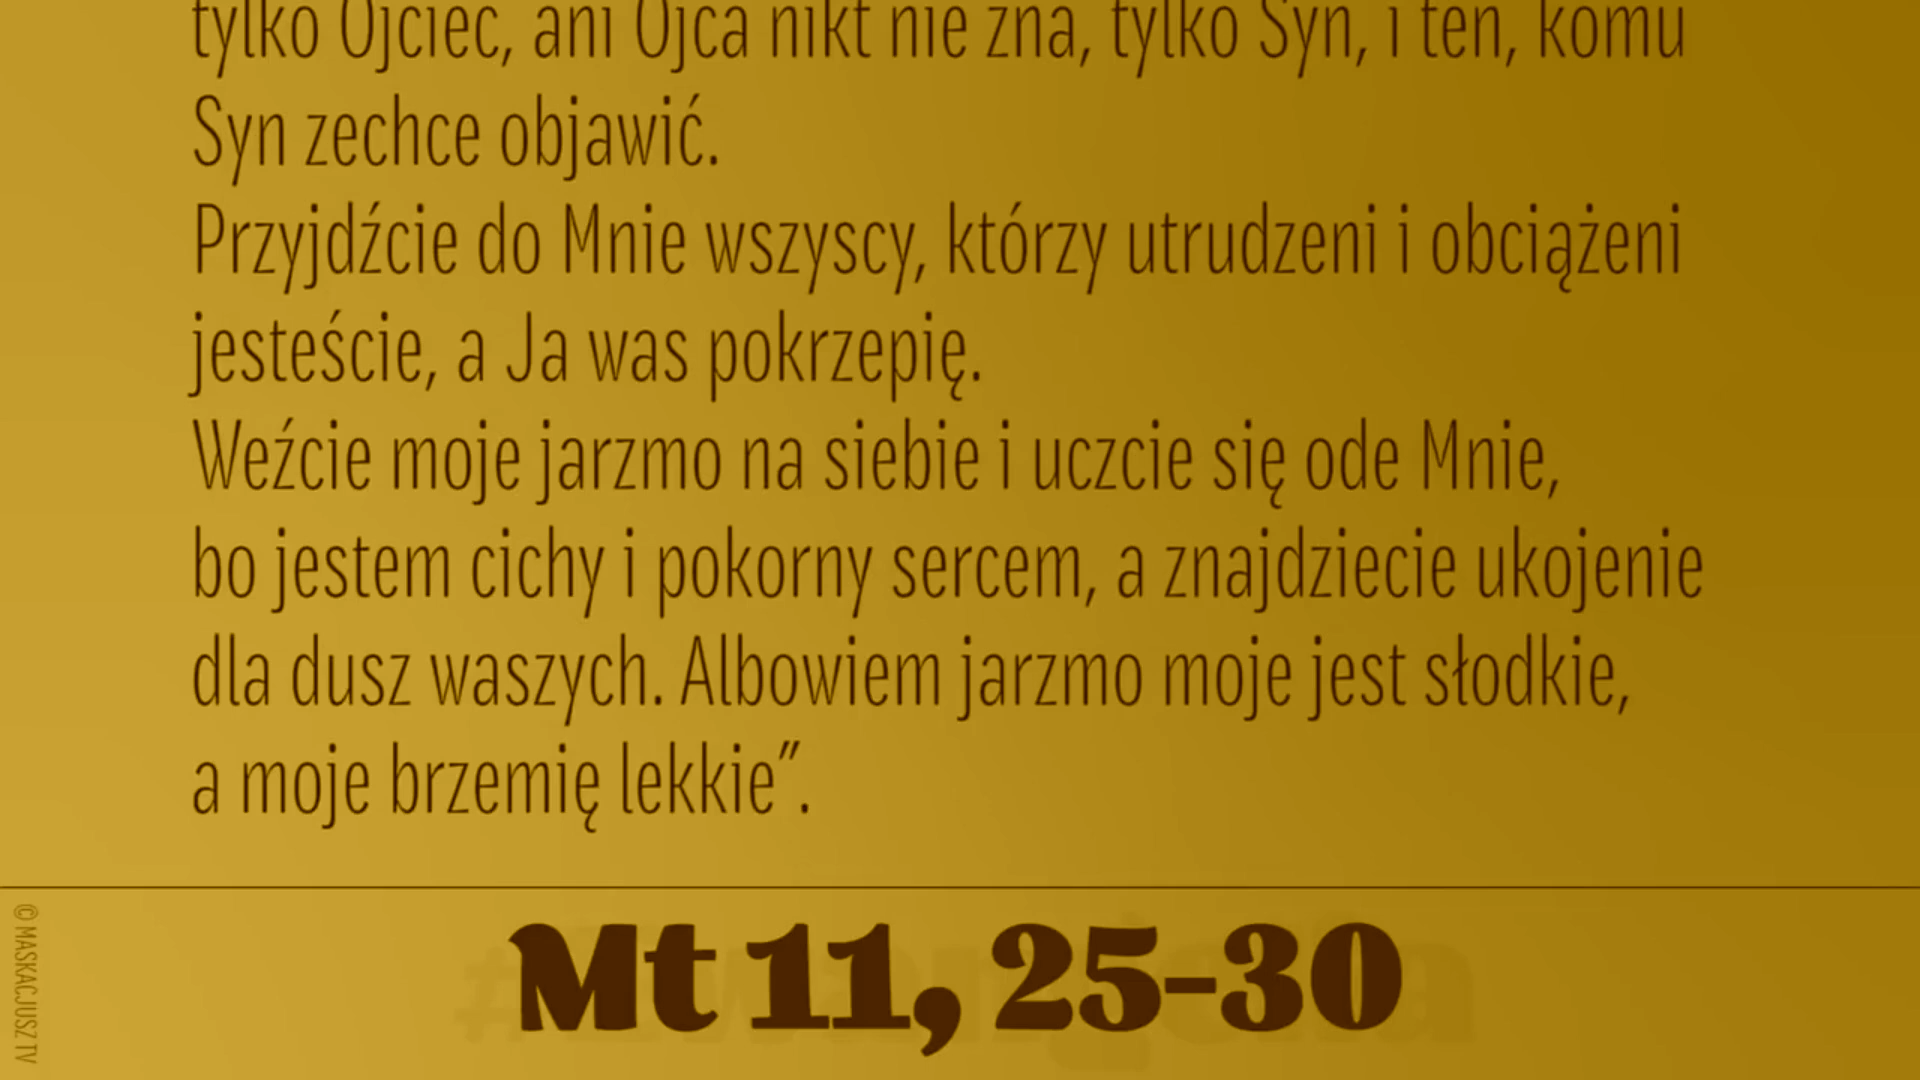 tylko Ojciec, ani Ojca nikt nie zna, tylko Syn, i ten, komu
Syn zechce objawić.
Przyjdźcie do Mnie wszyscy, którzy utrudzeni i obciążeni
jesteście, a Ja was pokrzepię.
Weźcie moje jarzmo na siebie i uczcie się ode Mnie,
bo jestem cichy i pokorny sercem, a znajdziecie ukojenie
dla dusz waszych. Albowiem jarzmo moje jest słodkie,
a moje brzemię lekkie”.
Mt 11, 25-30
© MASKACJUSZ TV